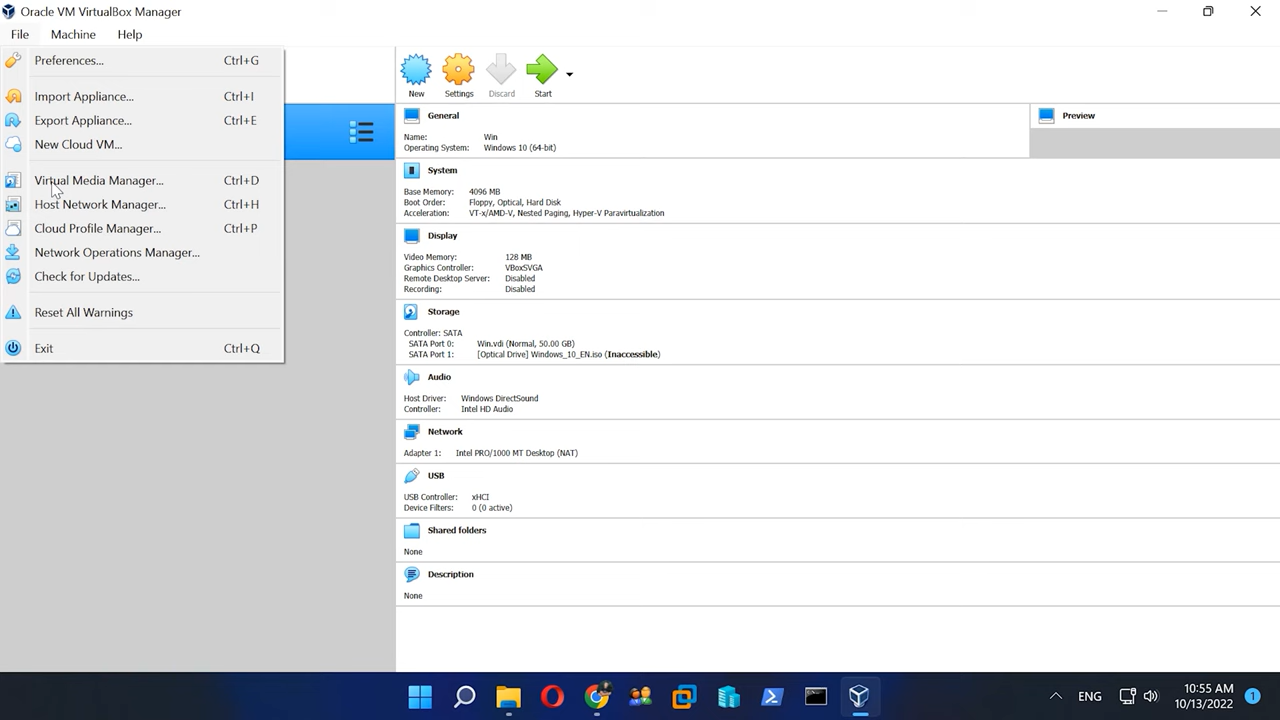 Oracle VM VirtualBox Manager
File Machine Help
Preferences... Ctrl+G
Import Appliance... Ctrl+I
Export Appliance... Ctrl+E
New Cloud VM...
Virtual Media Manager... Ctrl+D
Host Network Manager... Ctrl+H
Cloud Profile Manager... Ctrl+P
Network Operations Manager...
Check for Updates...
Reset All Warnings
Exit Ctrl+Q
New Settings Discard Start
General
Name: Win
Operating System: Windows 10 (64-bit)
System
Base Memory: 4096 MB
Boot Order: Floppy, Optical, Hard Disk
Acceleration: VT-x/AMD-V, Nested Paging, Hyper-V Paravirtualization
Display
Video Memory: 128 MB
Graphics Controller: VBoxSVGA
Remote Desktop Server: Disabled
Recording: Disabled
Storage
Controller: SATA
SATA Port 0: Win.vdi (Normal, 50.00 GB)
SATA Port 1: [Optical Drive] Windows_10_EN.iso (Inaccessible)
Audio
Host Driver: Windows DirectSound
Controller: Intel HD Audio
Network
Adapter 1: Intel PRO/1000 MT Desktop (NAT)
USB
USB Controller: xHCI
Device Filters: 0 (0 active)
Shared folders
None
Description
None
Preview
ENG
10:55 AM
10/13/2022
1